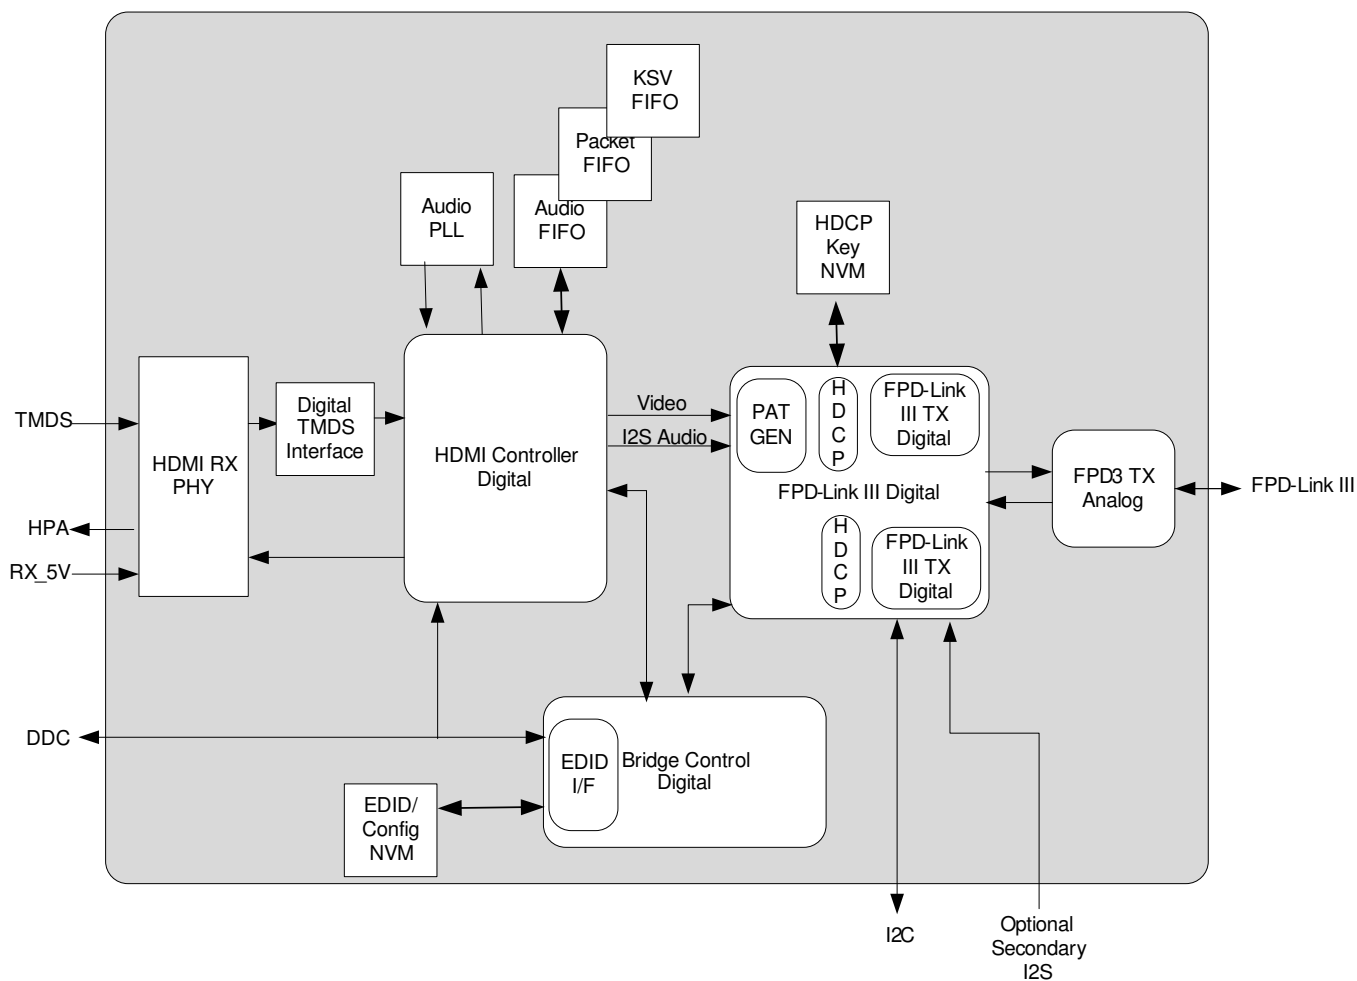 KSV
FIFO
Packet
FIFO
Audio
PLL
Audio
FIFO
HDCP
Key
NVM
TMDS
HPA
RX_5V
HDMI RX
PHY
Digital
TMDS
Interface
HDMI Controller
Digital
Video
I2S Audio
PAT
GEN
H
D
C
P
FPD-Link
III TX
Digital
FPD-Link III Digital
H
D
C
P
FPD-Link
III TX
Digital
FPD3 TX
Analog
FPD-Link III
DDC
EDID
I/F
Bridge Control
Digital
EDID/
Config
NVM
I2C
Optional
Secondary
I2S